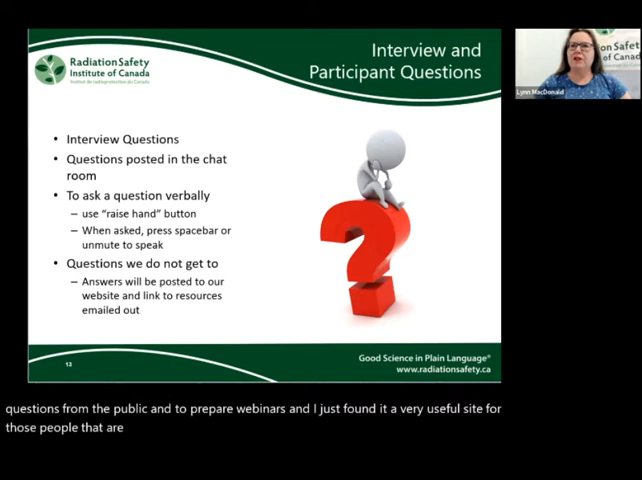 Radiation Safety
Institute of Canada
Institut de radioprotection du Canada
Interview and
Participant Questions
on Safety
of Canad
Lynn MacDonald
• Interview Questions
• Questions posted in the chat
room
• To ask a question verbally
– use “raise hand” button
– When asked, press spacebar or
unmute to speak
• Questions we do not get to
– Answers will be posted to our
website and link to resources
emailed out
13
Good Science in Plain Language®
www.radiationsafety.ca
questions from the public and to prepare webinars and I just found it a very useful site for
those people that are